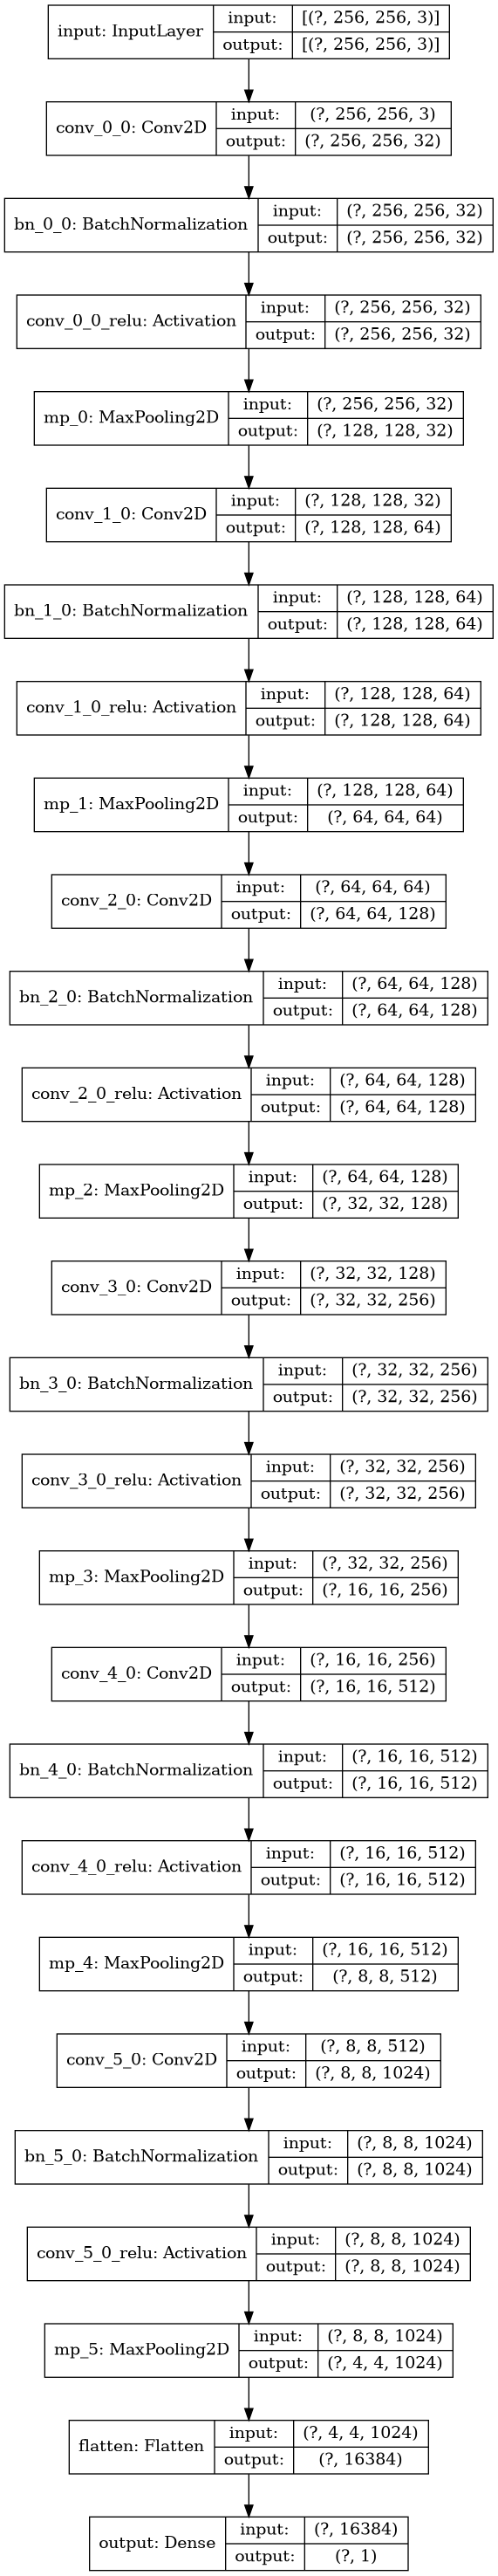 input: InputLayer input: [(?, 256, 256, 3)]
output: [(?, 256, 256, 3)]
conv_0_0: Conv2D input: (?, 256, 256, 3)
output: (?, 256, 256, 32)
bn_0_0: BatchNormalization input: (?, 256, 256, 32)
output: (?, 256, 256, 32)
conv_0_0_relu: Activation input: (?, 256, 256, 32)
output: (?, 256, 256, 32)
mp_0: MaxPooling2D input: (?, 256, 256, 32)
output: (?, 128, 128, 32)
conv_1_0: Conv2D input: (?, 128, 128, 32)
output: (?, 128, 128, 64)
bn_1_0: BatchNormalization input: (?, 128, 128, 64)
output: (?, 128, 128, 64)
conv_1_0_relu: Activation input: (?, 128, 128, 64)
output: (?, 128, 128, 64)
mp_1: MaxPooling2D input: (?, 128, 128, 64)
output: (?, 64, 64, 64)
conv_2_0: Conv2D input: (?, 64, 64, 64)
output: (?, 64, 64, 128)
bn_2_0: BatchNormalization input: (?, 64, 64, 128)
output: (?, 64, 64, 128)
conv_2_0_relu: Activation input: (?, 64, 64, 128)
output: (?, 64, 64, 128)
mp_2: MaxPooling2D input: (?, 64, 64, 128)
output: (?, 32, 32, 128)
conv_3_0: Conv2D input: (?, 32, 32, 128)
output: (?, 32, 32, 256)
bn_3_0: BatchNormalization input: (?, 32, 32, 256)
output: (?, 32, 32, 256)
conv_3_0_relu: Activation input: (?, 32, 32, 256)
output: (?, 32, 32, 256)
mp_3: MaxPooling2D input: (?, 32, 32, 256)
output: (?, 16, 16, 256)
conv_4_0: Conv2D input: (?, 16, 16, 256)
output: (?, 16, 16, 512)
bn_4_0: BatchNormalization input: (?, 16, 16, 512)
output: (?, 16, 16, 512)
conv_4_0_relu: Activation input: (?, 16, 16, 512)
output: (?, 16, 16, 512)
mp_4: MaxPooling2D input: (?, 16, 16, 512)
output: (?, 8, 8, 512)
conv_5_0: Conv2D input: (?, 8, 8, 512)
output: (?, 8, 8, 1024)
bn_5_0: BatchNormalization input: (?, 8, 8, 1024)
output: (?, 8, 8, 1024)
conv_5_0_relu: Activation input: (?, 8, 8, 1024)
output: (?, 8, 8, 1024)
mp_5: MaxPooling2D input: (?, 8, 8, 1024)
output: (?, 4, 4, 1024)
flatten: Flatten input: (?, 4, 4, 1024)
output: (?, 16384)
output: Dense input: (?, 16384)
output: (?, 1)